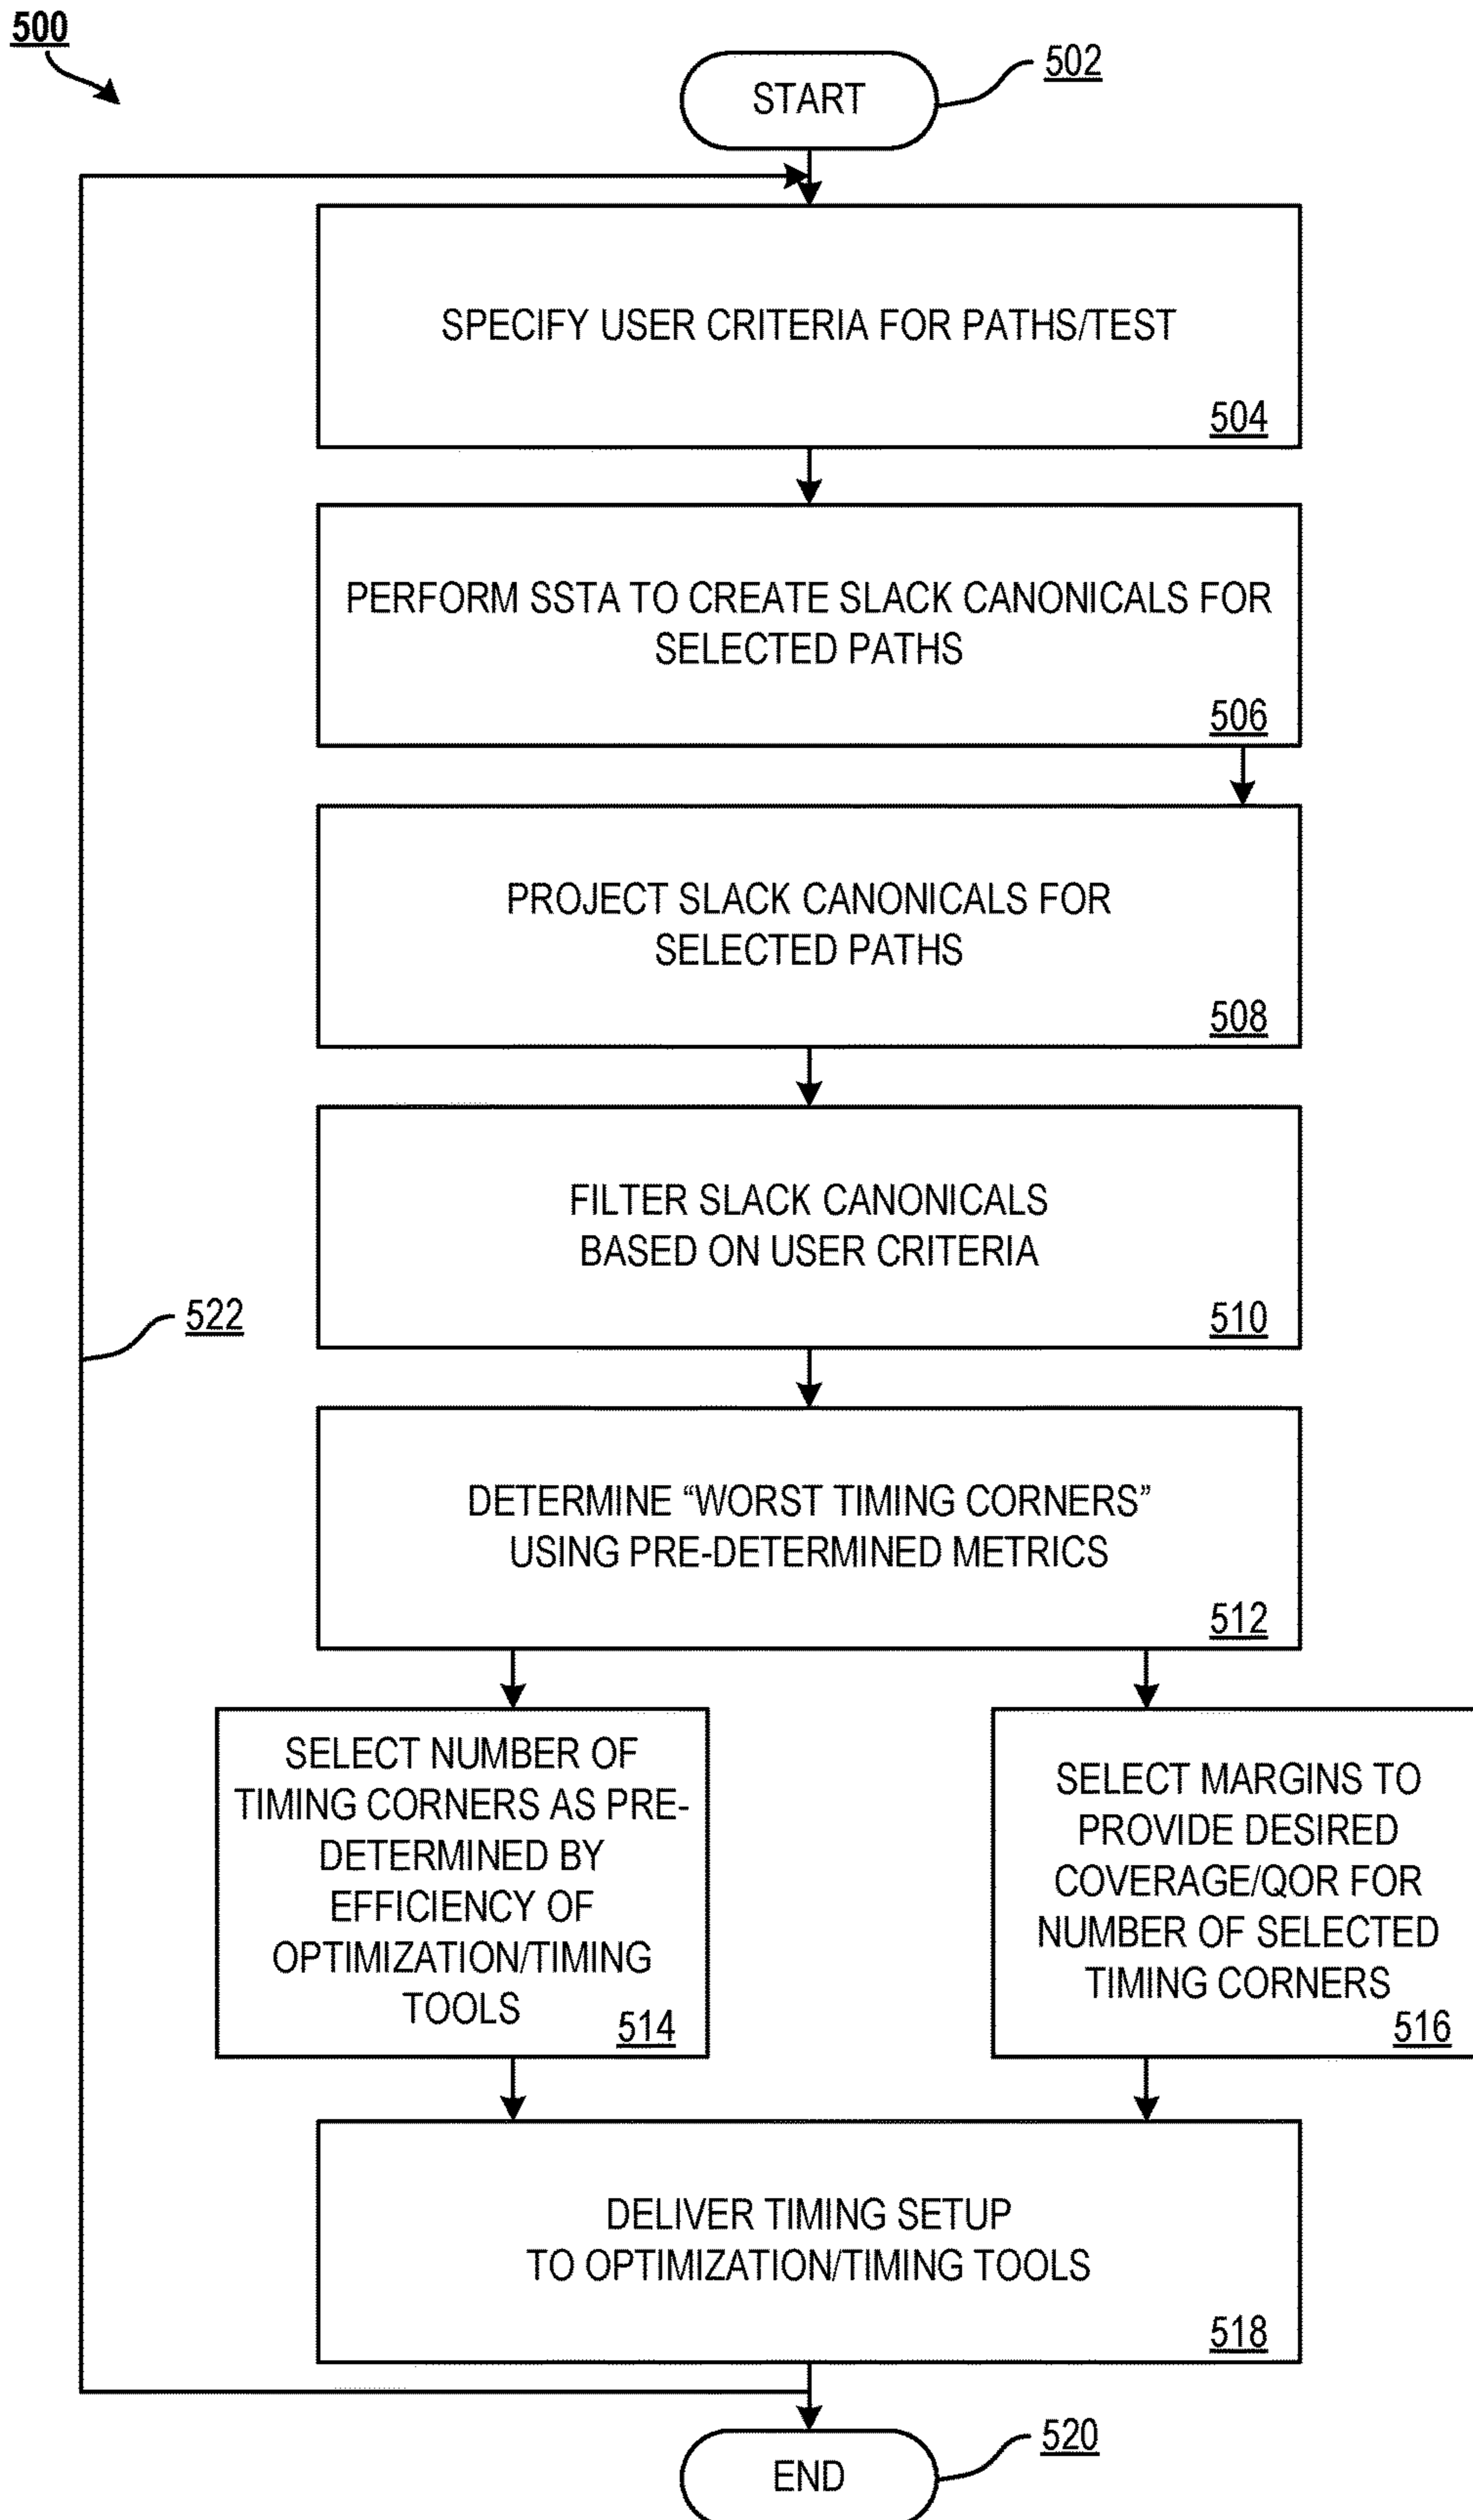 500
START
502
SPECIFY USER CRITERIA FOR PATHS/TEST
504
PERFORM SSTA TO CREATE SLACK CANONICALS FOR
SELECTED PATHS
506
PROJECT SLACK CANONICALS FOR
SELECTED PATHS
508
FILTER SLACK CANONICALS
BASED ON USER CRITERIA
510
522
DETERMINE “WORST TIMING CORNERS”
USING PRE-DETERMINED METRICS
512
SELECT NUMBER OF
TIMING CORNERS AS PRE-
DETERMINED BY
EFFICIENCY OF
OPTIMIZATION/TIMING
TOOLS
514
SELECT MARGINS TO
PROVIDE DESIRED
COVERAGE/QOR FOR
NUMBER OF SELECTED
TIMING CORNERS
516
DELIVER TIMING SETUP
TO OPTIMIZATION/TIMING TOOLS
518
END
520